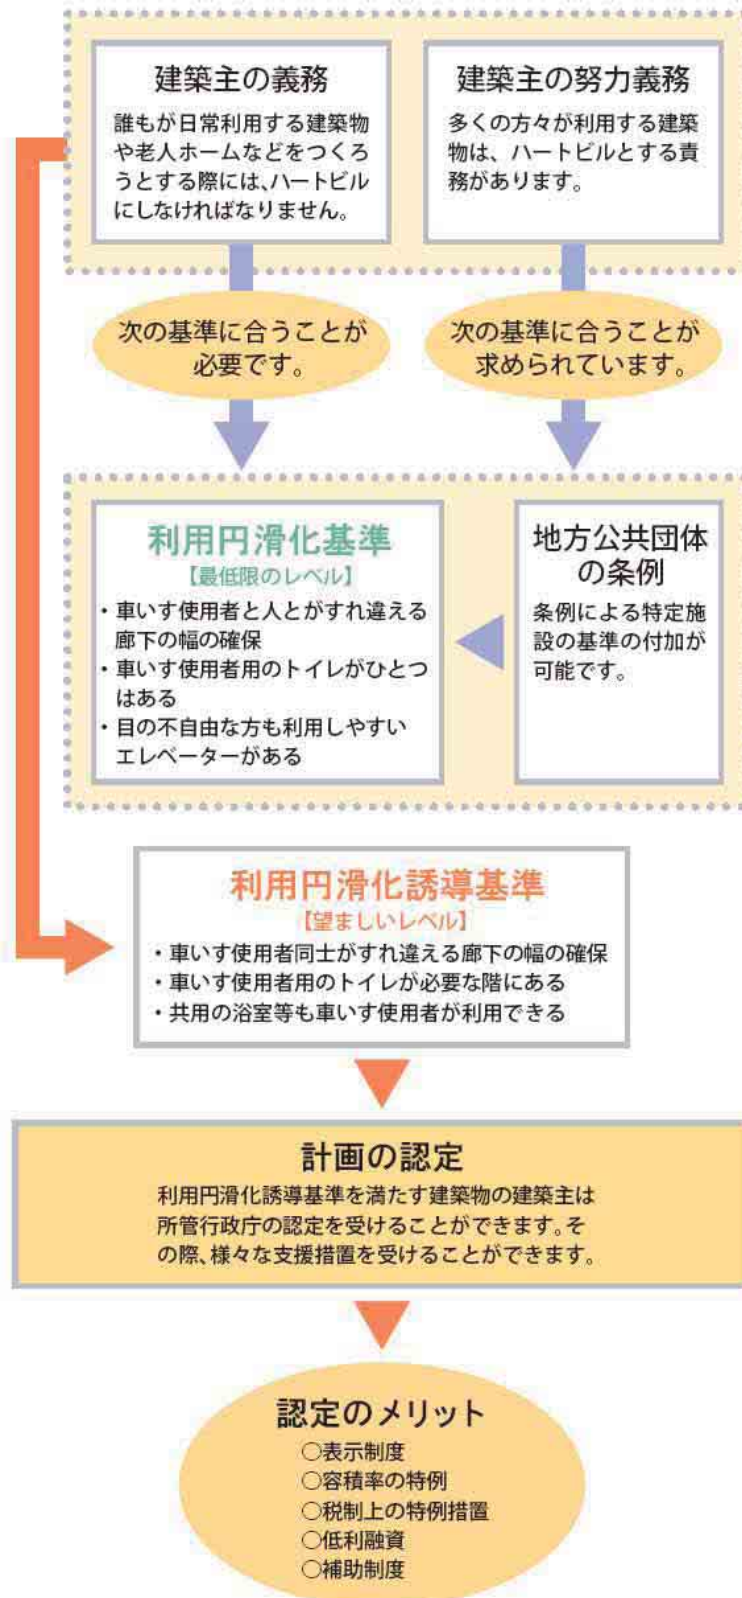 建築主の義務
誰もが日常利用する建築物
や老人ホームなどをつくろ
うとする際には、ハートビル
にしなければなりません。
建築主の努力義務
多くの方々が利用する建築
物は、ハートビルとする責
務があります。
次の基準に合うことが
必要です。
次の基準に合うことが
求められています。
利用円滑化基準
【最低限のレベル】
・車いす使用者と人とがすれ違える
廊下の幅の確保
・車いす使用者用のトイレがひとつ
はある
・目の不自由な方も利用しやすい
エレベーターがある
地方公共団体
の条例
条例による特定施
設の基準の付加が
可能です。
利用円滑化誘導基準
【望ましいレベル】
・車いす使用者同士がすれ違える廊下の幅の確保
・車いす使用者用のトイレが必要な階にある
・共用の浴室等も車いす使用者が利用できる
計画の認定
利用円滑化誘導基準を満たす建築物の建築主は
所管行政庁の認定を受けることができます。そ
の際、様々な支援措置を受けることができます。
認定のメリット
○表示制度
○容積率の特例
○税制上の特例措置
○低利融資
○補助制度